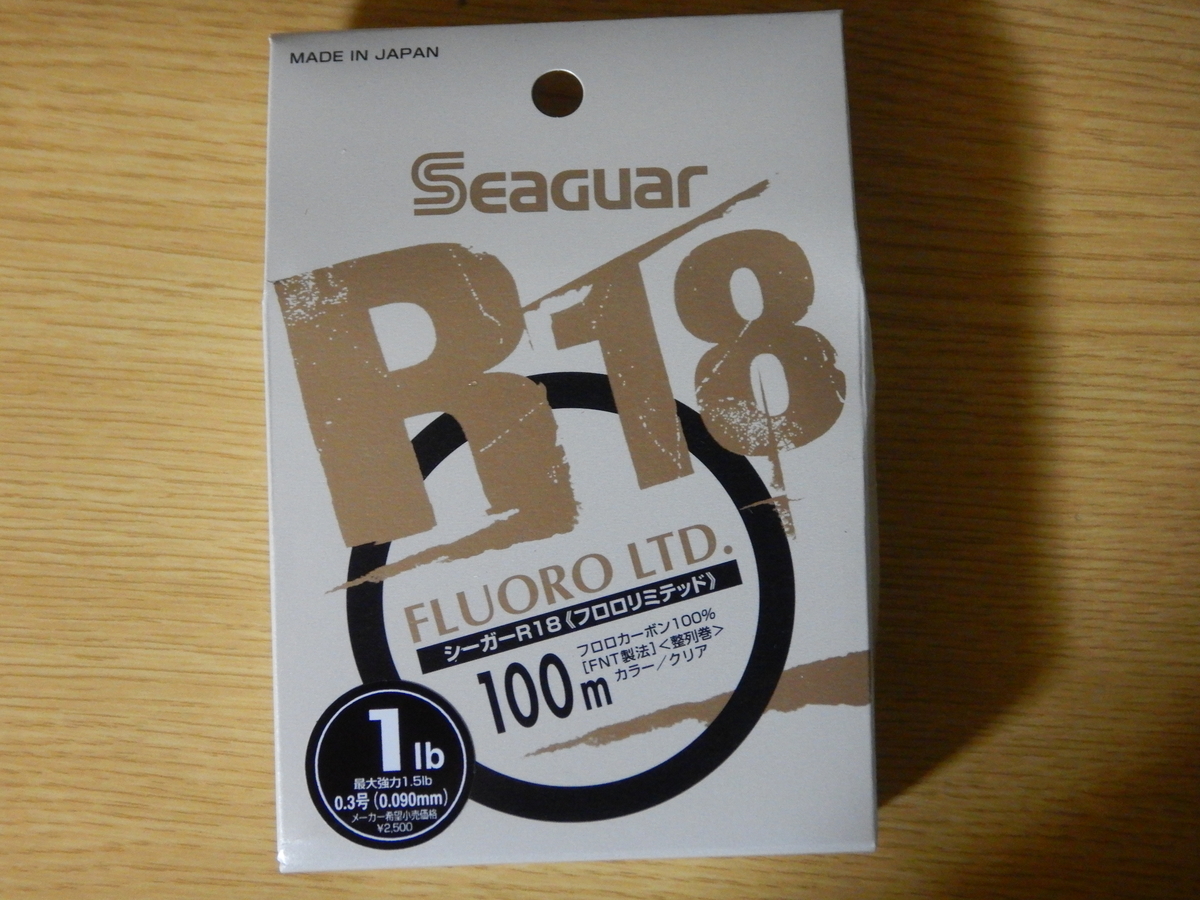 MADE IN JAPAN
Seaguar
R18
FLUORO LTD.
シーガーR18《フロロリミテッド》
100m
フロロカーボン100%
[FNT製法]<整列巻>
カラー／クリア
1lb
最大強力1.5lb
0.3号(0.090mm)
メーカー希望小売価格
¥2,500